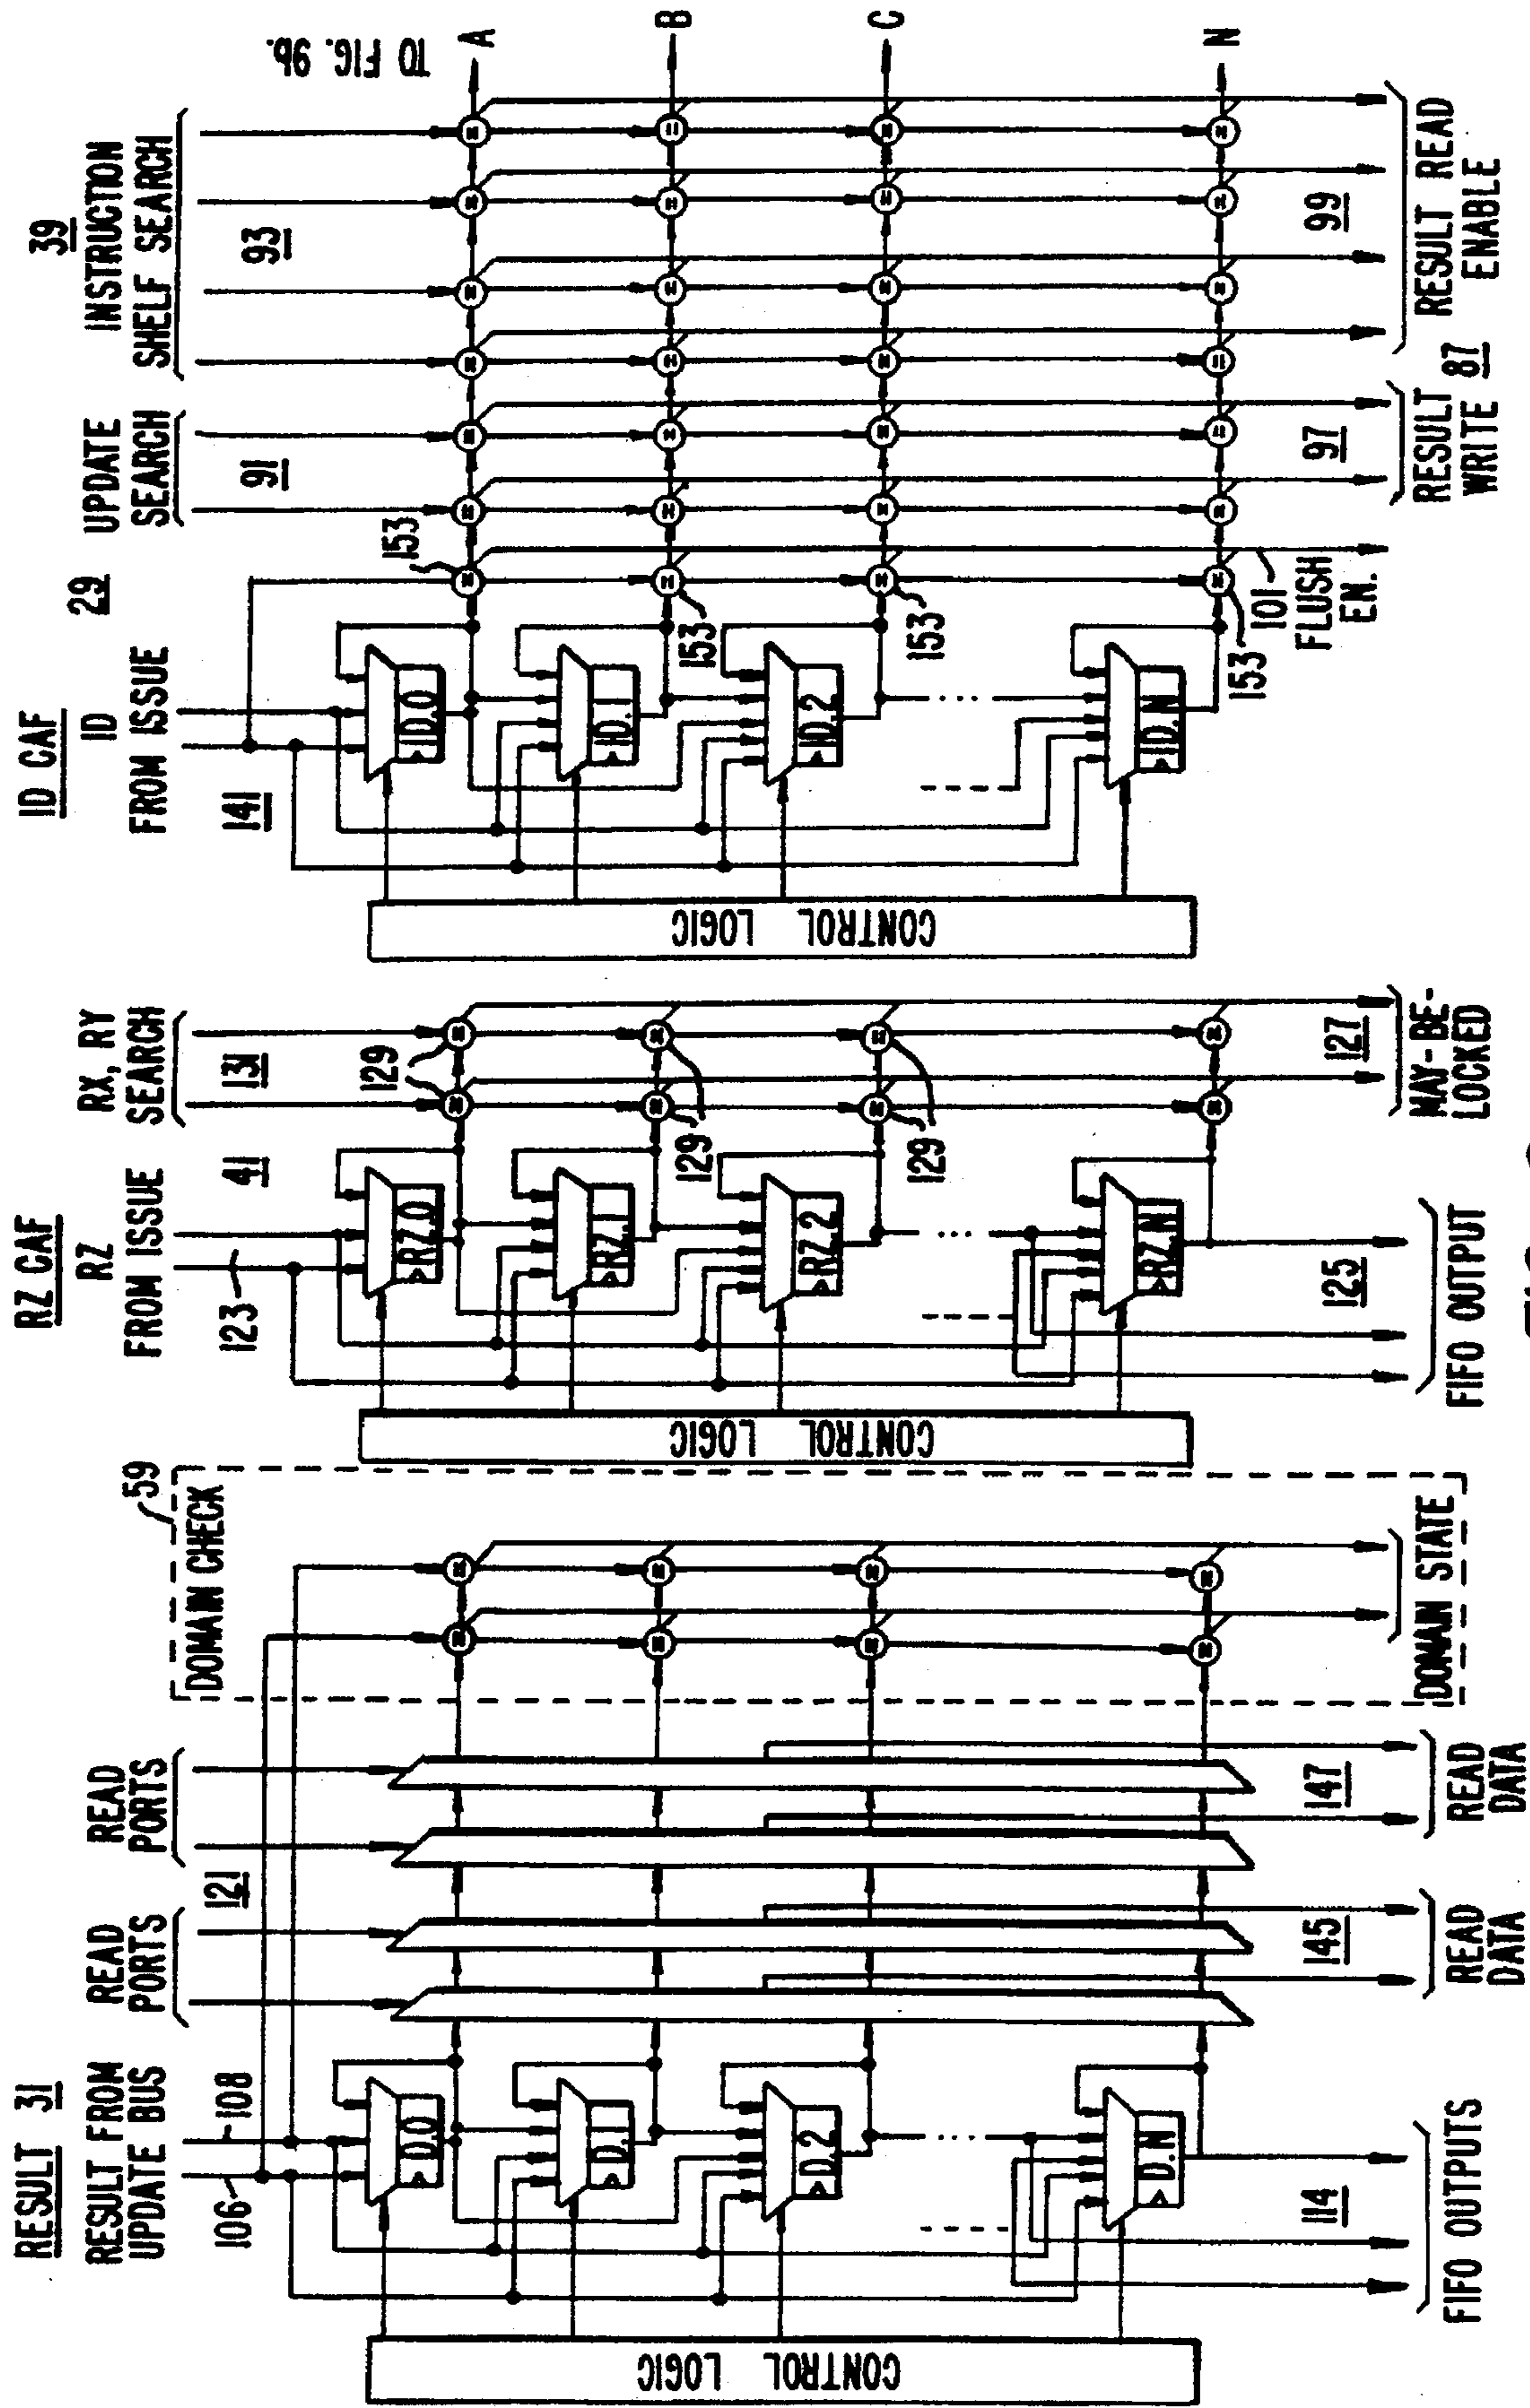 RESULT 31
RESULT FROM
UPDATE BUS
106
108
READ
PORTS
121
READ
PORTS
59
DOMAIN CHECK
CONTROL LOGIC
D.0
D.1
D.2
D.N
...
114
FIFO OUTPUTS
145
READ
DATA
147
READ
DATA
DOMAIN STATE
RZ CAF
RZ
FROM ISSUE
123
41
RX, RY
SEARCH
131
129
129
129
129
CONTROL LOGIC
RZ.0
RZ.1
RZ.2
RZ.N
...
125
FIFO OUTPUT
127
MAY-BE-
LOCKED
ID CAF
ID
FROM ISSUE
29
141
UPDATE
SEARCH
91
39
INSTRUCTION
SHELF SEARCH
93
TO FIG. 9b.
A
B
C
N
153
153
153
153
CONTROL LOGIC
ID.0
ID.1
ID.2
ID.N
...
101
FLUSH
EN.
97
RESULT
WRITE
87
99
RESULT READ
ENABLE